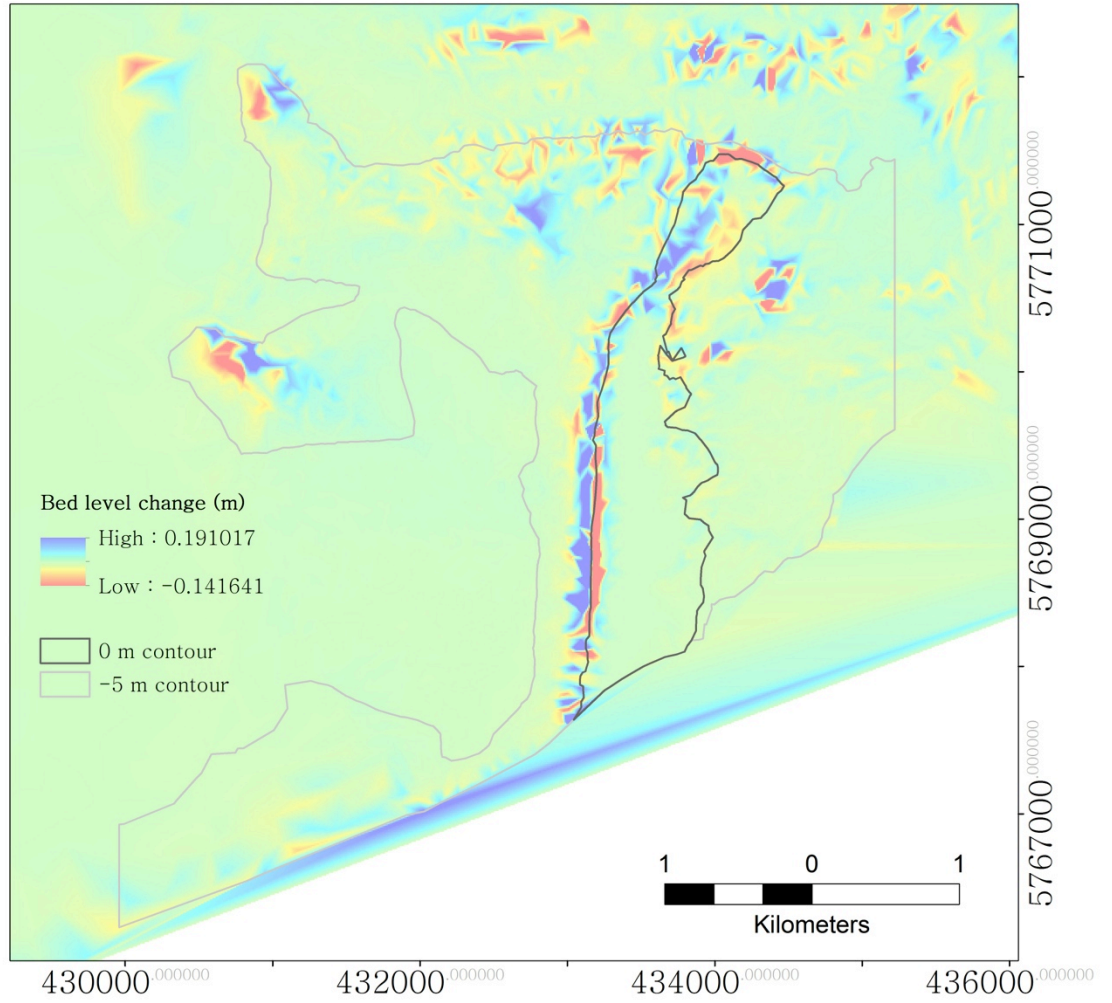 Bed level change (m)
High : 0.191017
Low : -0.141641
0 m contour
-5 m contour
5771000.000000
5769000.000000
5767000.000000
1 0 1
Kilometers
430000.000000 432000.000000 434000.000000 436000.000000